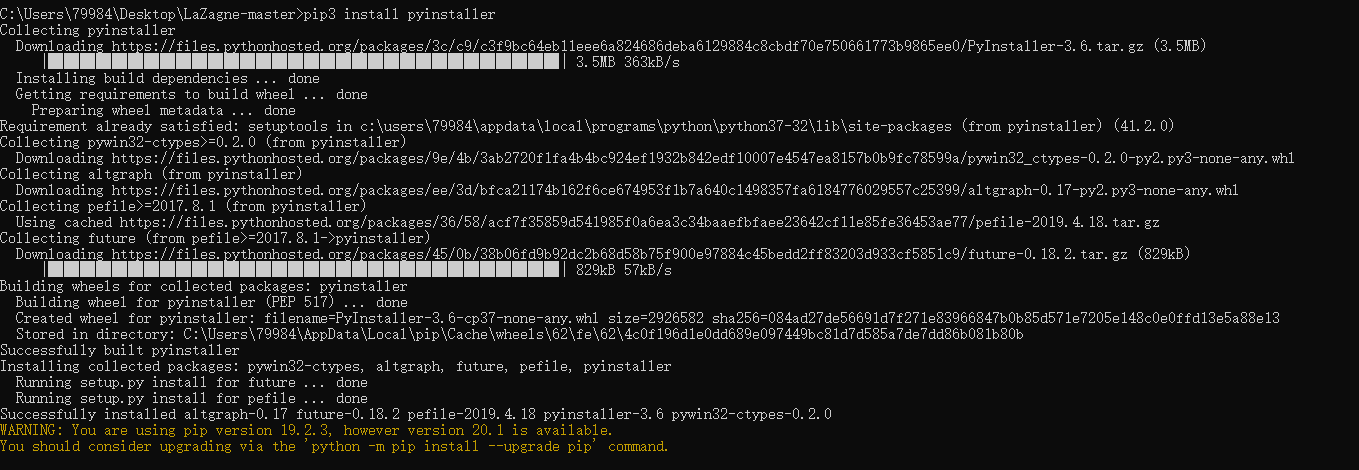 C:\Users\79984\Desktop\LaZagne-master>pip3 install pyinstaller
Collecting pyinstaller
Downloading https://files.pythonhosted.org/packages/3c/c9/c3f9bc64eb11eee6a824686deba6129884c8cbdf70e750661773b9865ee0/PyInstaller-3.6.tar.gz (3.5MB)
3.5MB 363kB/s
Installing build dependencies ... done
Getting requirements to build wheel ... done
Preparing wheel metadata ... done
Requirement already satisfied: setuptools in c:\users\79984\appdata\local\programs\python\python37-32\lib\site-packages (from pyinstaller) (41.2.0)
Collecting pywin32-ctypes>=0.2.0 (from pyinstaller)
Downloading https://files.pythonhosted.org/packages/9e/4b/3ab2720f1fa4b4bc924ef1932b842edf10007e4547ea8157b0b9fc78599a/pywin32_ctypes-0.2.0-py2.py3-none-any.whl
Collecting altgraph (from pyinstaller)
Downloading https://files.pythonhosted.org/packages/ee/3d/bfca21174b162f6ce674953f1b7a640c1498357fa6184776029557c25399/altgraph-0.17-py2.py3-none-any.whl
Collecting pefile>=2017.8.1 (from pyinstaller)
Using cached https://files.pythonhosted.org/packages/36/58/acf7f35859d541985f0a6ea3c34baaefbfaee23642cf11e85fe36453ae77/pefile-2019.4.18.tar.gz
Collecting future (from pefile>=2017.8.1->pyinstaller)
Downloading https://files.pythonhosted.org/packages/45/0b/38b06fd9b92dc2b68d58b75f900e97884c45bedd2ff83203d933cf5851c9/future-0.18.2.tar.gz (829kB)
829kB 57kB/s
Building wheels for collected packages: pyinstaller
Building wheel for pyinstaller (PEP 517) ... done
Created wheel for pyinstaller: filename=PyInstaller-3.6-cp37-none-any.whl size=2926582 sha256=084ad27de56691d7f271e83966847b0b85d571e7205e148c0e0ffd13e5a88e13
Stored in directory: C:\Users\79984\AppData\Local\pip\Cache\wheels\62\fe\62\4c0f196d1e0dd689e097449bc81d7d585a7de7dd86b081b80b
Successfully built pyinstaller
Installing collected packages: pywin32-ctypes, altgraph, future, pefile, pyinstaller
Running setup.py install for future ... done
Running setup.py install for pefile ... done
Successfully installed altgraph-0.17 future-0.18.2 pefile-2019.4.18 pyinstaller-3.6 pywin32-ctypes-0.2.0
WARNING: You are using pip version 19.2.3, however version 20.1 is available.
You should consider upgrading via the 'python -m pip install --upgrade pip' command.